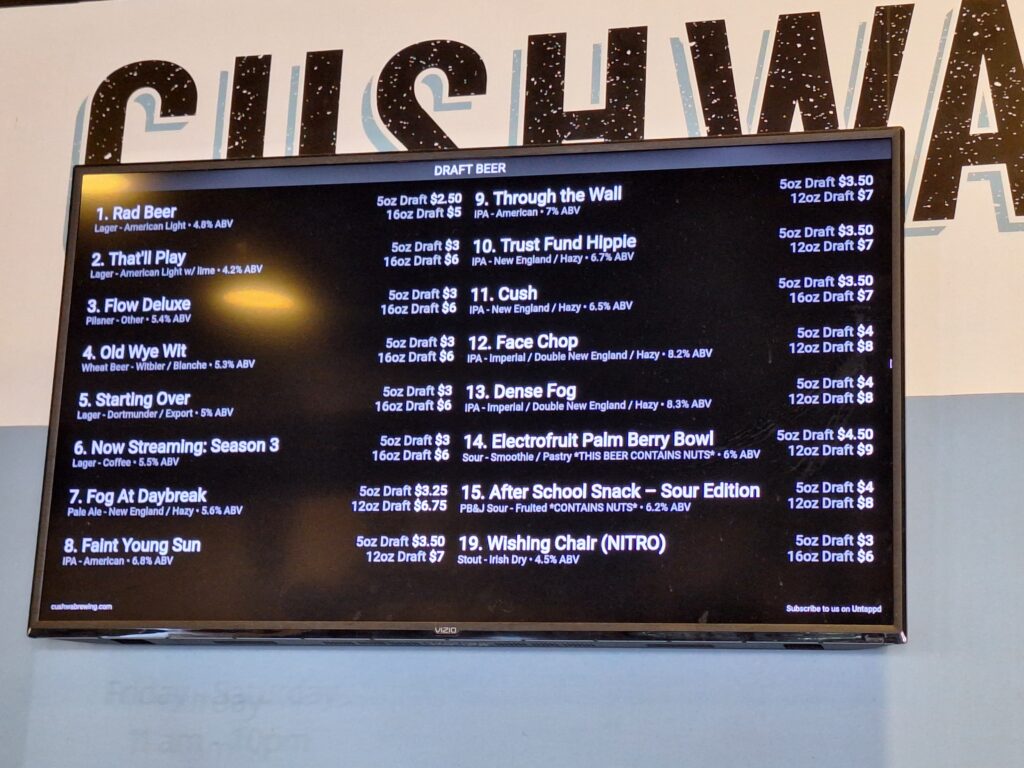 CUSHWA
DRAFT BEER
1. Rad Beer
Lager - American Light • 4.8% ABV
5oz Draft $2.50
16oz Draft $5
2. That'll Play
Lager - American Light w/ lime • 4.2% ABV
5oz Draft $3
16oz Draft $6
3. Flow Deluxe
Pilsner - Other • 5.4% ABV
5oz Draft $3
16oz Draft $6
4. Old Wye Wit
Wheat Beer - Witbier / Blanche • 5.3% ABV
5oz Draft $3
16oz Draft $6
5. Starting Over
Lager - Dortmunder / Export • 5% ABV
5oz Draft $3
16oz Draft $6
6. Now Streaming: Season 3
Lager - Coffee • 5.5% ABV
5oz Draft $3
16oz Draft $6
7. Fog At Daybreak
Pale Ale - New England / Hazy • 5.6% ABV
5oz Draft $3.25
12oz Draft $6.75
8. Faint Young Sun
IPA - American • 6.8% ABV
5oz Draft $3.50
12oz Draft $7
9. Through the Wall
IPA - American • 7% ABV
5oz Draft $3.50
12oz Draft $7
10. Trust Fund Hippie
IPA - New England / Hazy • 6.7% ABV
5oz Draft $3.50
12oz Draft $7
11. Cush
IPA - New England / Hazy • 6.5% ABV
5oz Draft $3.50
16oz Draft $7
12. Face Chop
IPA - Imperial / Double New England / Hazy • 8.2% ABV
5oz Draft $4
12oz Draft $8
13. Dense Fog
IPA - Imperial / Double New England / Hazy • 8.3% ABV
5oz Draft $4
12oz Draft $8
14. Electrofruit Palm Berry Bowl
Sour - Smoothie / Pastry *THIS BEER CONTAINS NUTS* • 6% ABV
5oz Draft $4.50
12oz Draft $9
15. After School Snack – Sour Edition
PB&J Sour - Fruited *CONTAINS NUTS* • 6.2% ABV
5oz Draft $4
12oz Draft $8
19. Wishing Chair (NITRO)
Stout - Irish Dry • 4.5% ABV
5oz Draft $3
16oz Draft $6
cushwabrewing.com
Subscribe to us on Untappd
VIZIO
Friday - Saturday
11am - 10pm